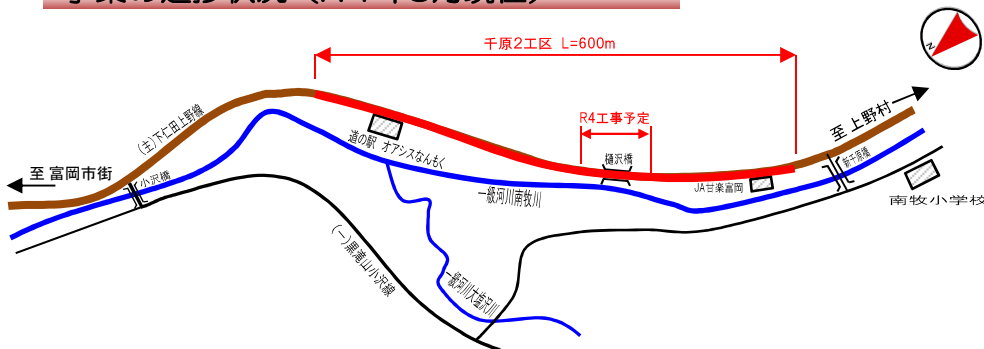 千原2工区 L=600m
N
R4工事予定
(主)下仁田上野線
至 上野村
樋沢橋
道の駅 オアシスなんもく
新千原橋
至 富岡市街
小沢橋
JA甘楽富岡
一級河川南牧川
南牧小学校
(一)黒滝山小沢線
一級河川大塩沢川